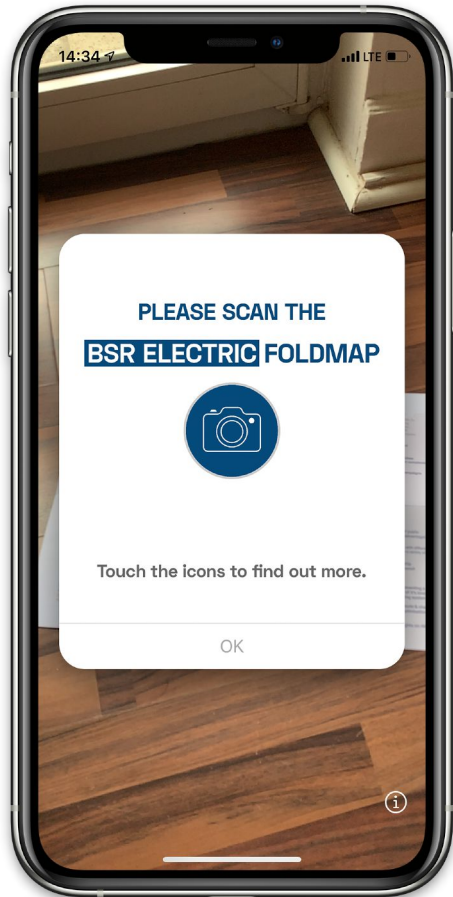 14:34
LTE
PLEASE SCAN THE
BSR ELECTRIC FOLDMAP
Touch the icons to find out more.
OK
i